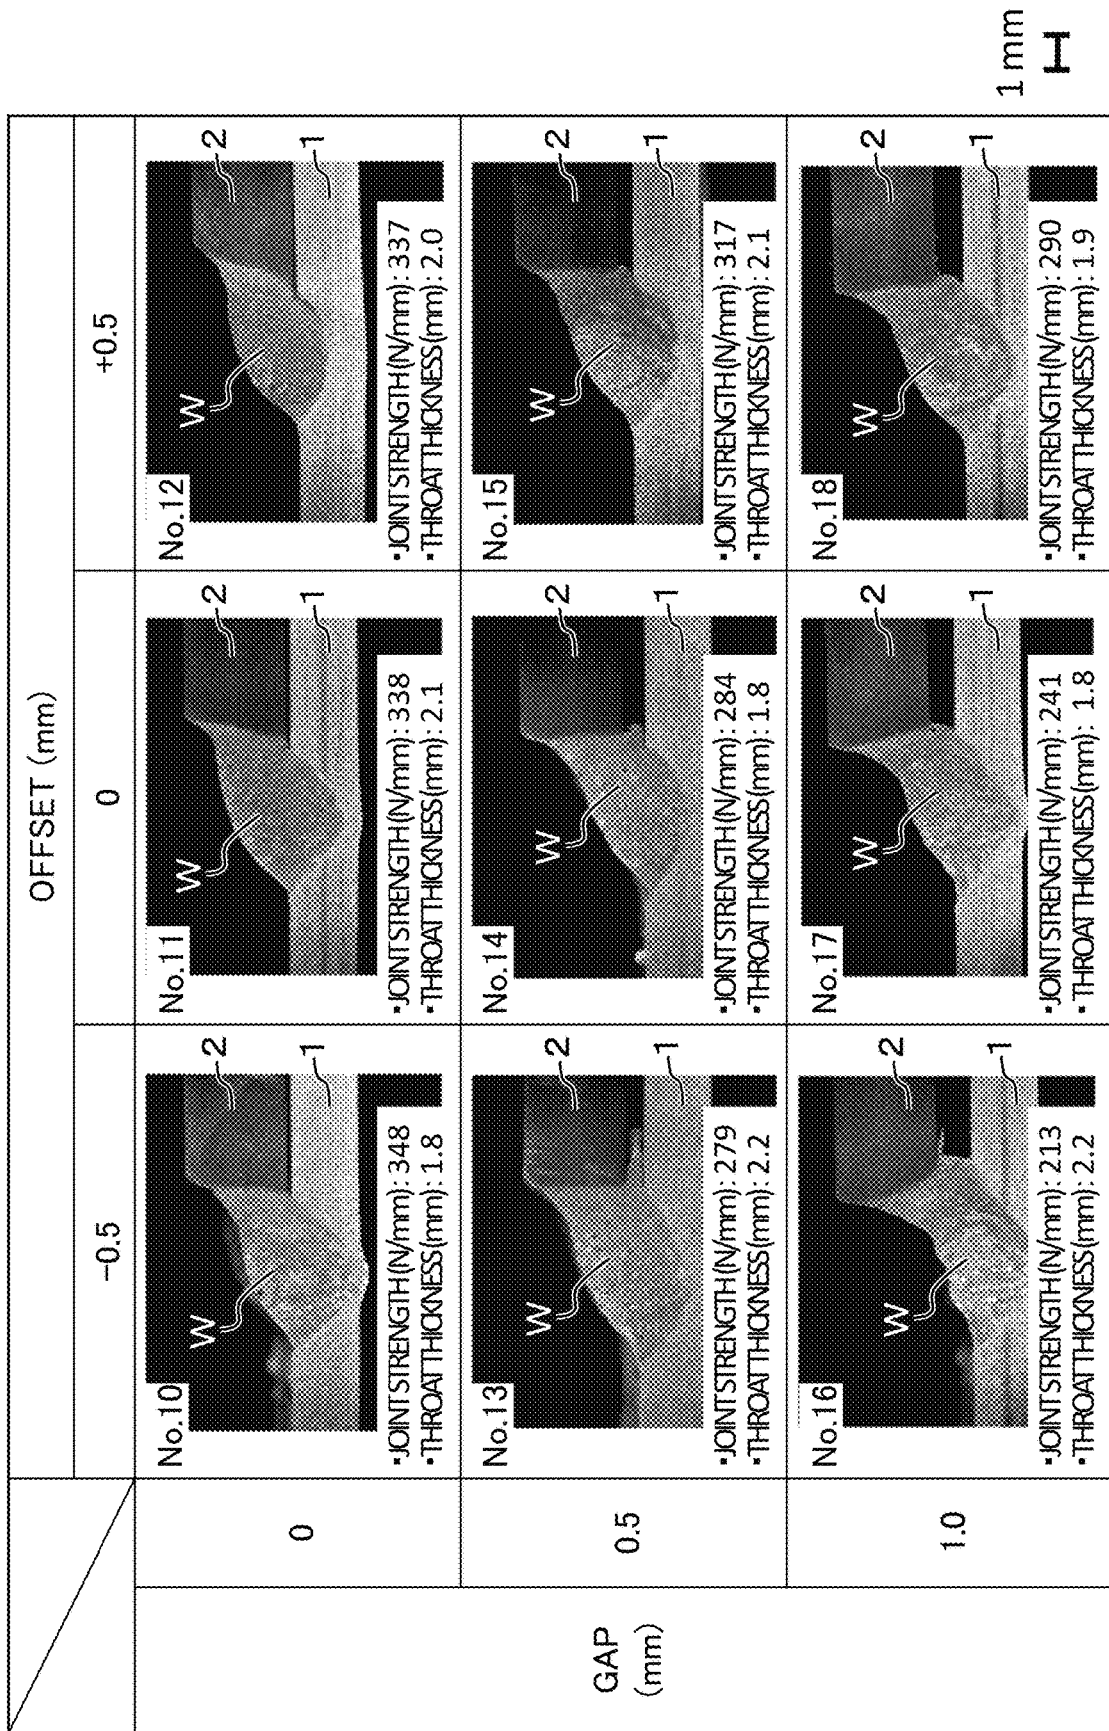 OFFSET (mm)
−0.5
0
+0.5
GAP
(mm)
0
No.10
W
2
1
▪JOINT STRENGTH (N/mm): 348
▪THROAT THICKNESS (mm): 1.8
No.11
W
2
1
▪JOINT STRENGTH (N/mm): 338
▪THROAT THICKNESS (mm): 2.1
No.12
W
2
1
▪JOINT STRENGTH (N/mm): 337
▪THROAT THICKNESS (mm): 2.0
0.5
No.13
W
2
1
▪JOINT STRENGTH (N/mm): 279
▪THROAT THICKNESS (mm): 2.2
No.14
W
2
1
▪JOINT STRENGTH (N/mm): 284
▪THROAT THICKNESS (mm): 1.8
No.15
W
2
1
▪JOINT STRENGTH (N/mm): 317
▪THROAT THICKNESS (mm): 2.1
1.0
No.16
W
2
1
▪JOINT STRENGTH (N/mm): 213
▪THROAT THICKNESS (mm): 2.2
No.17
W
2
1
▪JOINT STRENGTH (N/mm): 241
▪THROAT THICKNESS (mm): 1.8
No.18
W
2
1
▪JOINT STRENGTH (N/mm): 290
▪THROAT THICKNESS (mm): 1.9
1 mm